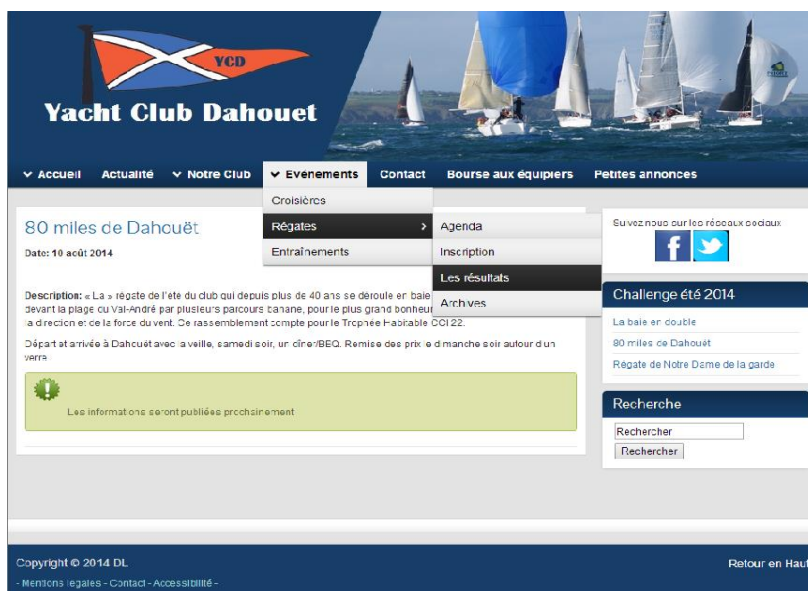 YCD
Yacht Club Dahouet
Accueil Actualité Notre Club Evénements Contact Bourse aux équipiers Petites annonces
Croisières
Régates
Entraînements
Agenda
Inscription
Les résultats
Archives
80 miles de Dahouët
Date: 10 août 2014
Description: « La » régate de l'été du club qui depuis plus de 40 ans se déroule en baie
devant la plage du Val-André par plusieurs parcours banane, pour le plus grand bonheur
la direction et de la force du vent. Ce rassemblement compte pour le Trophée Habitable CCI 22.
Départ et arrivée à Dahouët avec la veille, samedi soir, un dîner/BBQ. Remise des prix le dimanche soir autour d'un
verre
Les informations seront publiées prochainement
Suivez nous sur les réseaux sociaux
Challenge été 2014
La baie en double
80 miles de Dahouët
Régate de Notre Dame de la garde
Recherche
Rechercher
Rechercher
Copyright © 2014 DL
Retour en Haut
- Mentions légales - Contact - Accessibilité -